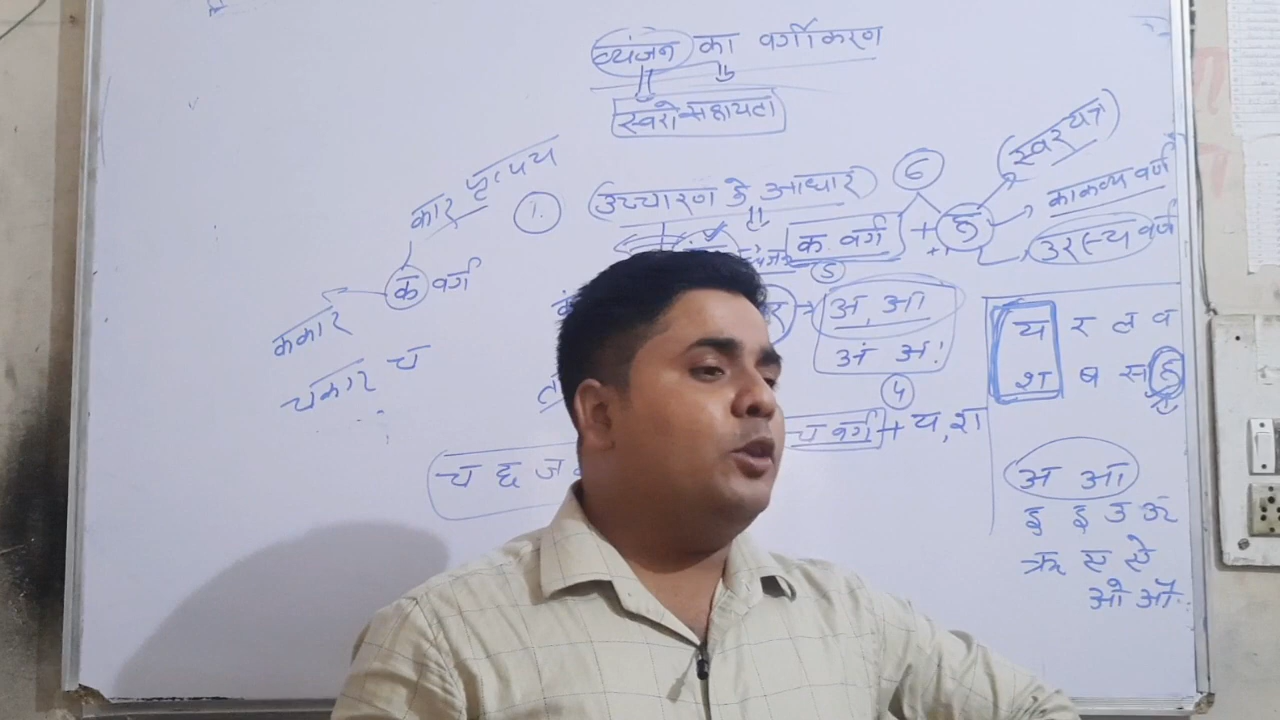 व्यंजन का वर्गीकरण
स्वरो सहायता
1. उच्चारण के आधार
क वर्ग + ह
6
5
स्वर यंत्र
काकल्य वर्ण
उरस्य वर्ण
कार प्रत्यय
क वर्ग
ककार
चकार च
अ, आ
अं अः
4
च वर्ग + य, श
च छ ज
य र ल व
श ष स ह
अ आ
इ ई उ ऊ
ऋ ए ऐ
ओ औ